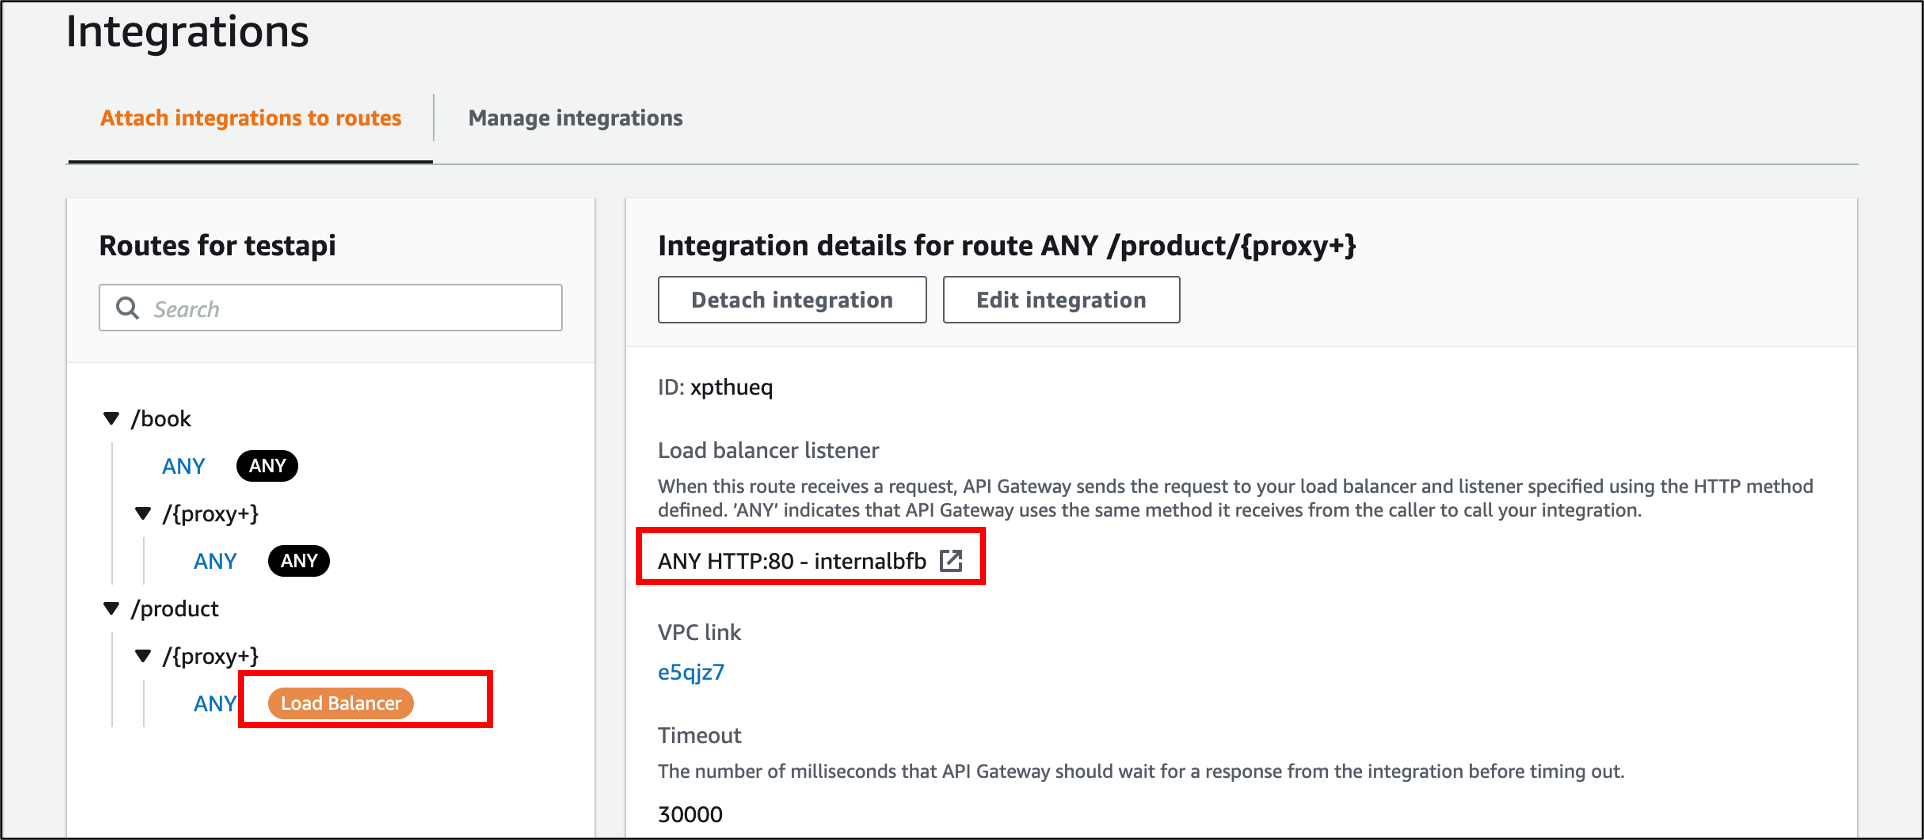 Integrations
Attach integrations to routes
Manage integrations
Routes for testapi
Search
/book
ANY ANY
/{proxy+}
ANY ANY
/product
/{proxy+}
ANY Load Balancer
Integration details for route ANY /product/{proxy+}
Detach integration
Edit integration
ID: xpthueq
Load balancer listener
When this route receives a request, API Gateway sends the request to your load balancer and listener specified using the HTTP method
defined. 'ANY' indicates that API Gateway uses the same method it receives from the caller to call your integration.
ANY HTTP:80 - internalbfb
VPC link
e5qjz7
Timeout
The number of milliseconds that API Gateway should wait for a response from the integration before timing out.
30000